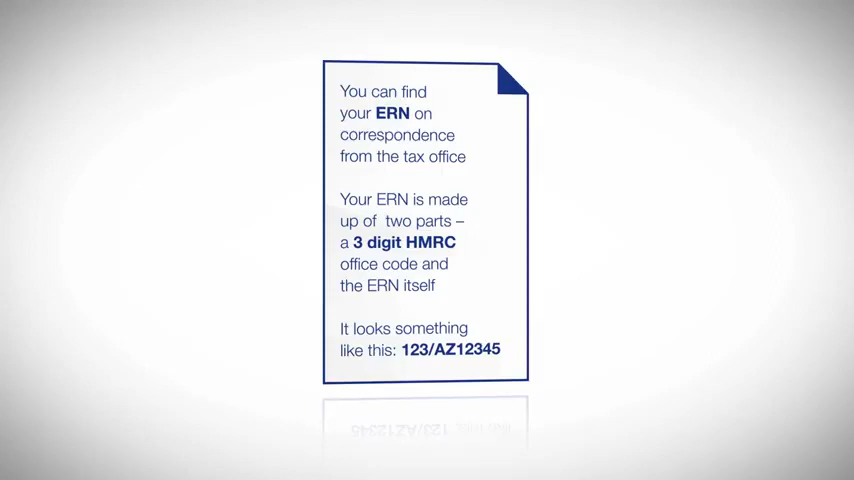 You can find
your ERN on
correspondence
from the tax office
Your ERN is made
up of two parts –
a 3 digit HMRC
office code and
the ERN itself
It looks something
like this: 123/AZ12345